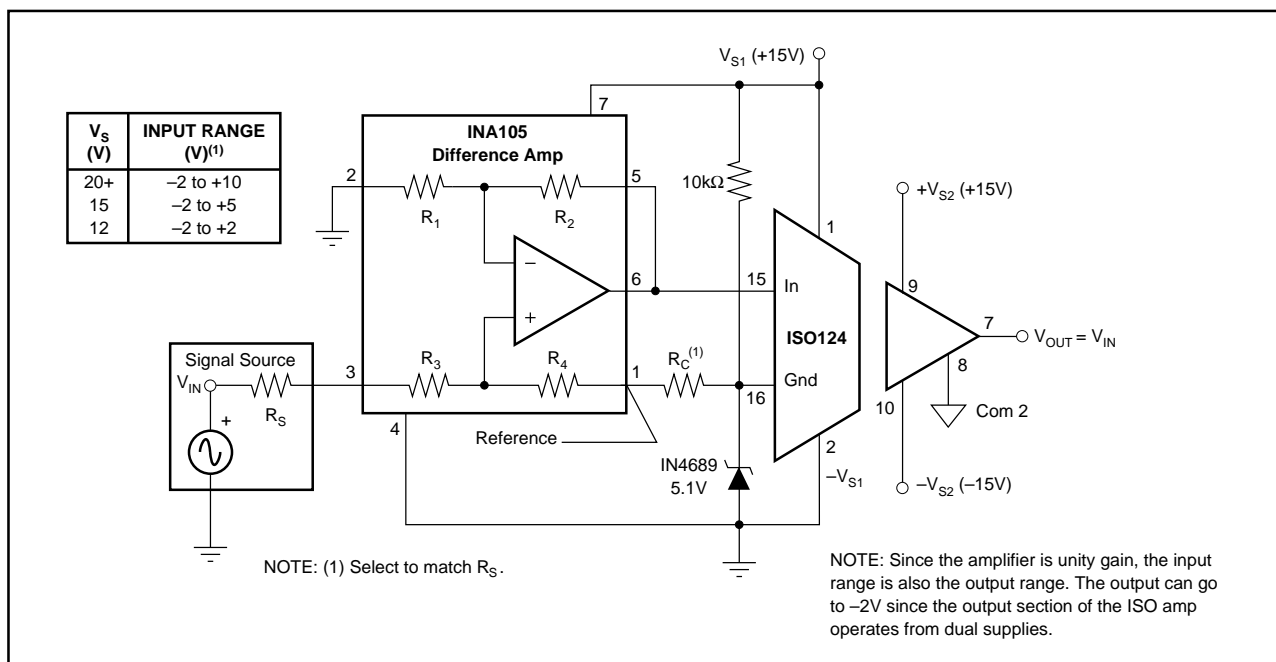 V_S1 (+15V)
7
V_S (V) INPUT RANGE (V)(1)
20+ –2 to +10
15 –2 to +5
12 –2 to +2
INA105
Difference Amp
2
R_1
R_2
5
10kΩ
+V_S2 (+15V)
1
–
+
6
15
In
ISO124
9
7
V_OUT = V_IN
8
Com 2
10
–V_S2 (–15V)
Signal Source
V_IN
R_S
+
3
R_3
R_4
1
R_C(1)
16
Gnd
4
Reference
IN4689
5.1V
2
–V_S1
NOTE: (1) Select to match R_S.
NOTE: Since the amplifier is unity gain, the input
range is also the output range. The output can go
to –2V since the output section of the ISO amp
operates from dual supplies.